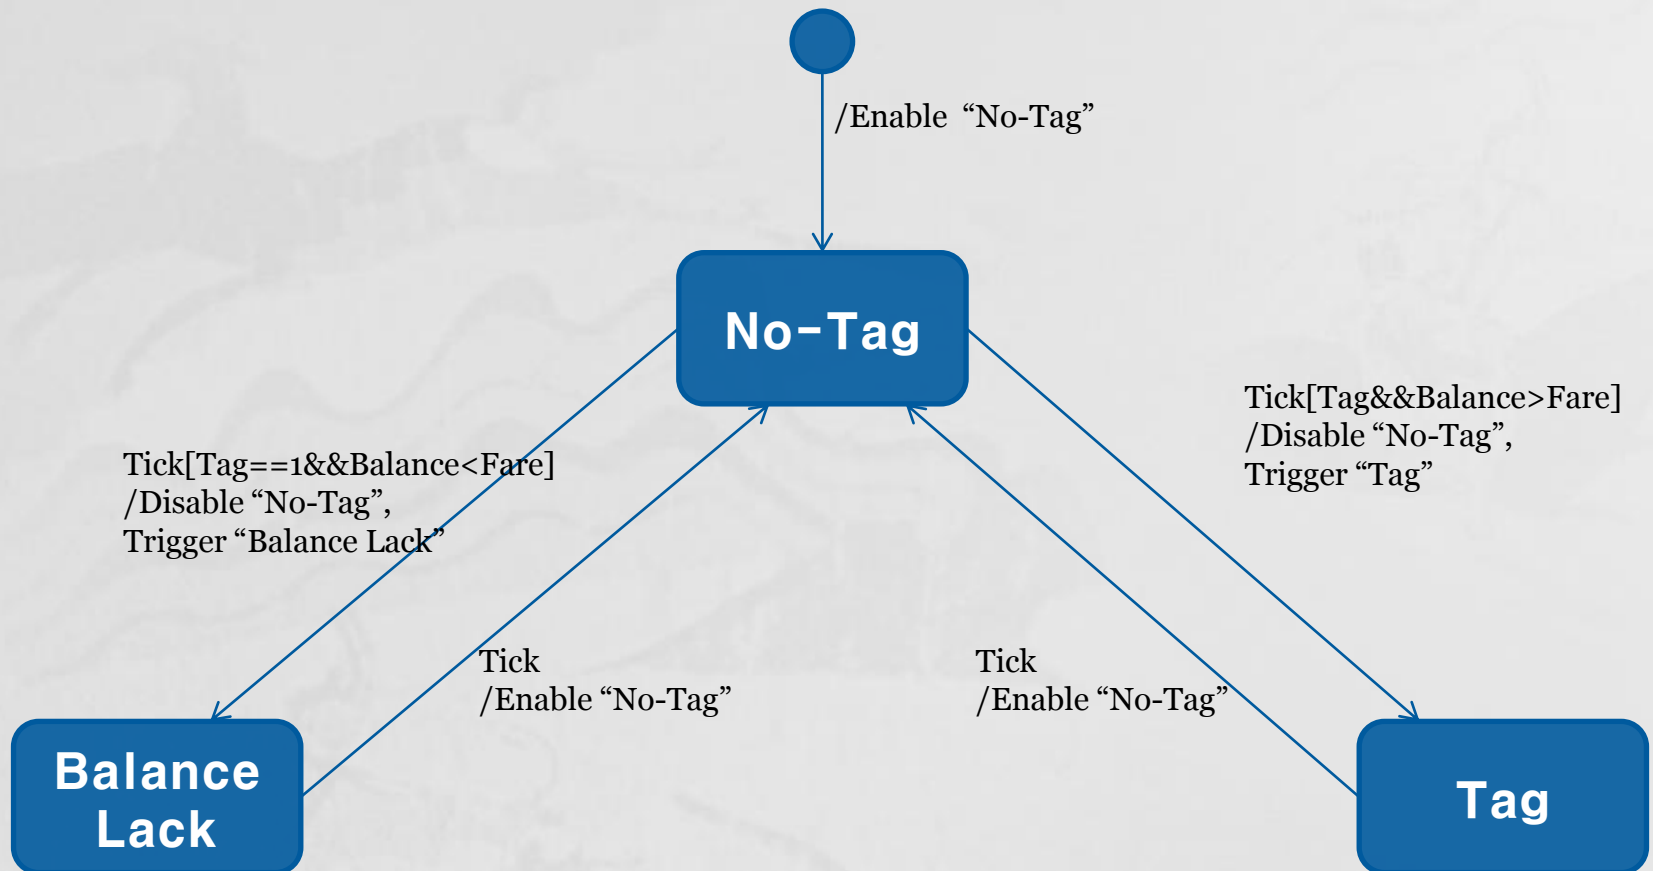 /Enable “No-Tag”
No-Tag
Tick[Tag&&Balance>Fare]
/Disable “No-Tag”,
Trigger “Tag”
Tick[Tag==1&&Balance<Fare]
/Disable “No-Tag”,
Trigger “Balance Lack”
Tick
/Enable “No-Tag”
Tick
/Enable “No-Tag”
Balance
Lack
Tag